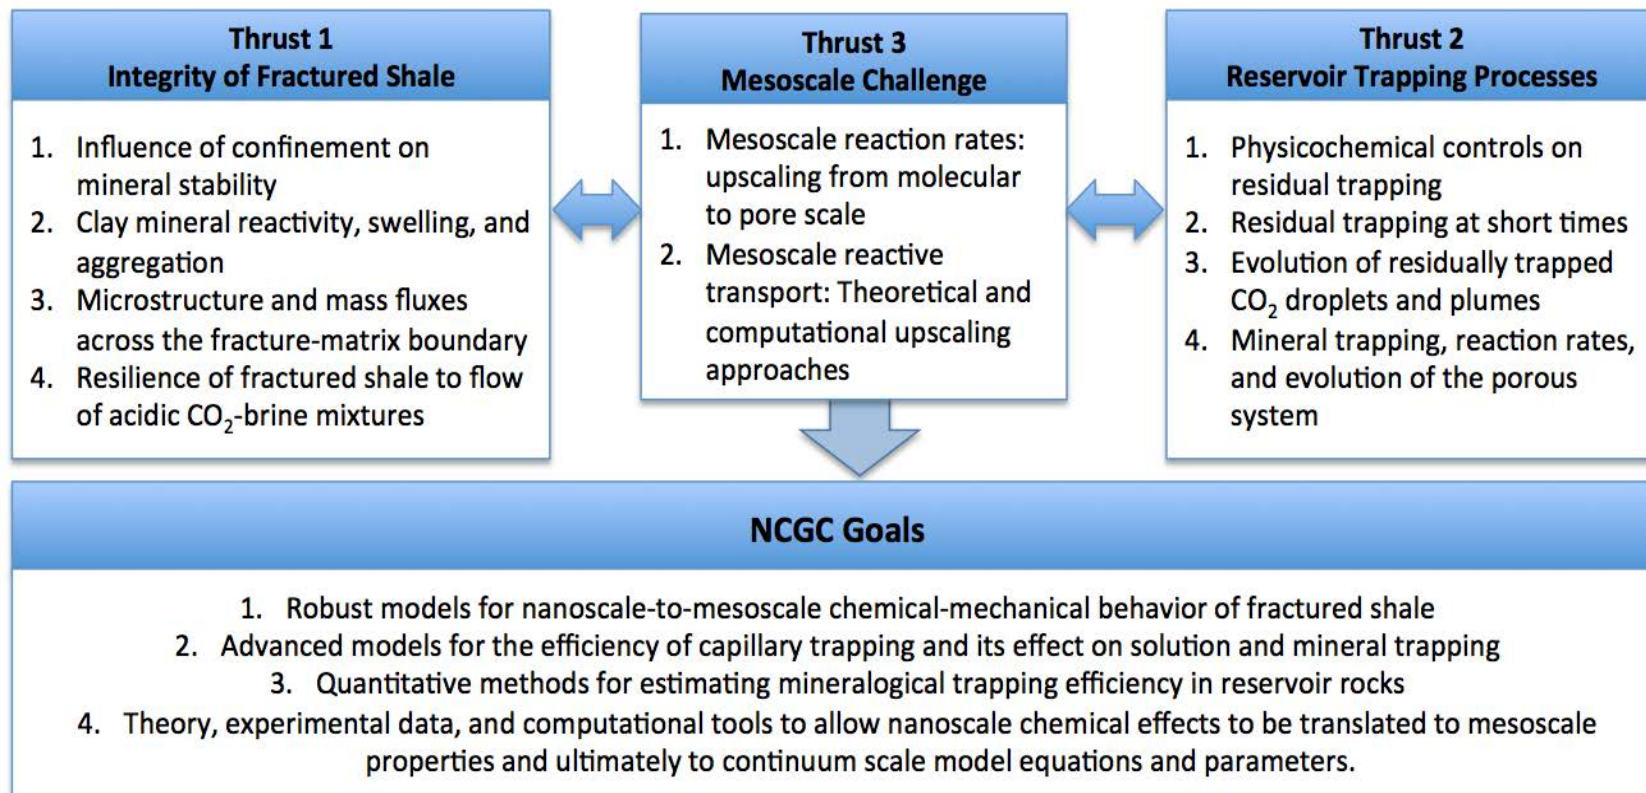 Thrust 1
Integrity of Fractured Shale
1. Influence of confinement on
mineral stability
2. Clay mineral reactivity, swelling, and
aggregation
3. Microstructure and mass fluxes
across the fracture-matrix boundary
4. Resilience of fractured shale to flow
of acidic CO₂-brine mixtures
Thrust 3
Mesoscale Challenge
1. Mesoscale reaction rates:
upscaling from molecular
to pore scale
2. Mesoscale reactive
transport: Theoretical and
computational upscaling
approaches
Thrust 2
Reservoir Trapping Processes
1. Physicochemical controls on
residual trapping
2. Residual trapping at short times
3. Evolution of residually trapped
CO₂ droplets and plumes
4. Mineral trapping, reaction rates,
and evolution of the porous
system
NCGC Goals
1. Robust models for nanoscale-to-mesoscale chemical-mechanical behavior of fractured shale
2. Advanced models for the efficiency of capillary trapping and its effect on solution and mineral trapping
3. Quantitative methods for estimating mineralogical trapping efficiency in reservoir rocks
4. Theory, experimental data, and computational tools to allow nanoscale chemical effects to be translated to mesoscale
properties and ultimately to continuum scale model equations and parameters.